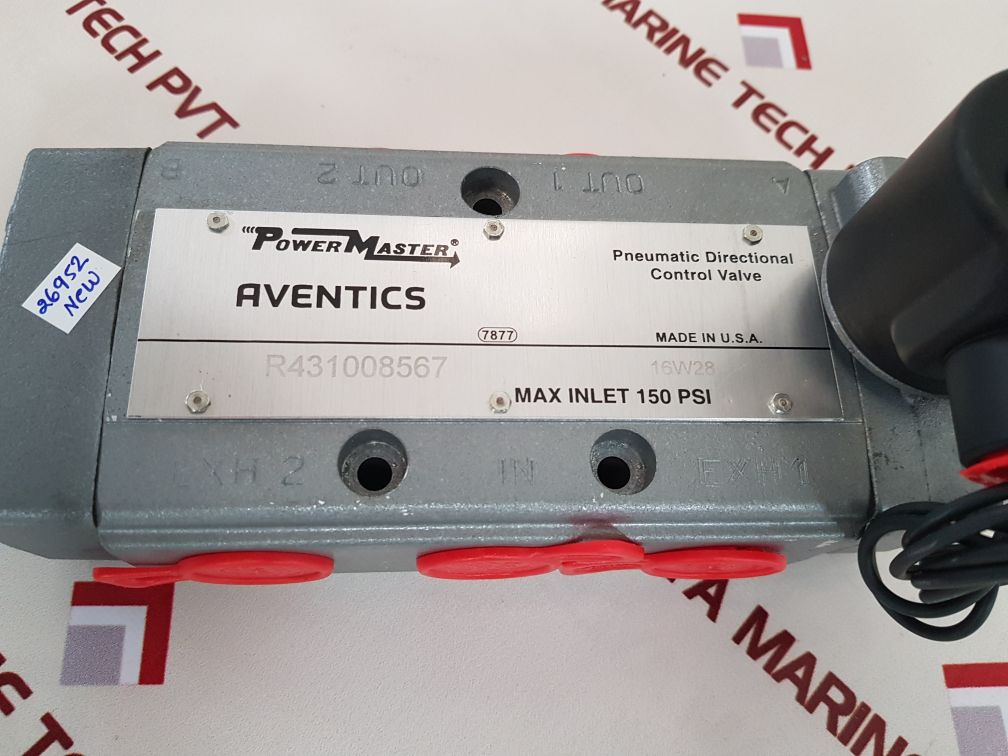 TECH PVT
MARINE TECH P
B
OUT 2
OUT 1
A
POWERMASTER®
AVENTICS
Pneumatic Directional
Control Valve
7877
MADE IN U.S.A.
R431008567
16W28
MAX INLET 150 PSI
26952
New
EXH 2
IN
EXH 1
A MARINE